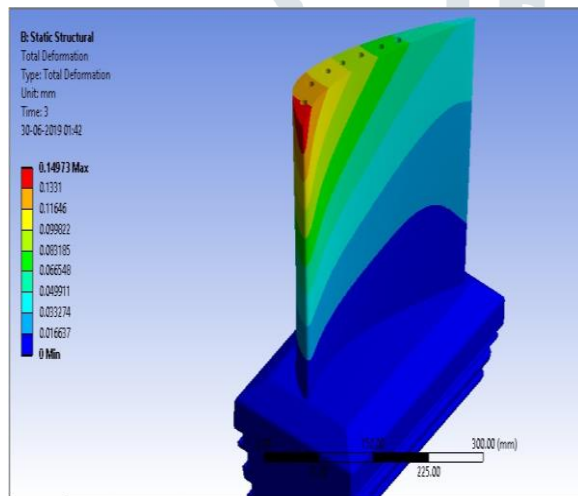 B: Static Structural
Total Deformation
Type: Total Deformation
Unit: mm
Time: 3
30-06-2019 01:42
0.14973 Max
0.1331
0.11646
0.099822
0.083185
0.066548
0.049911
0.033274
0.016637
0 Min
300.00 (mm)
225.00